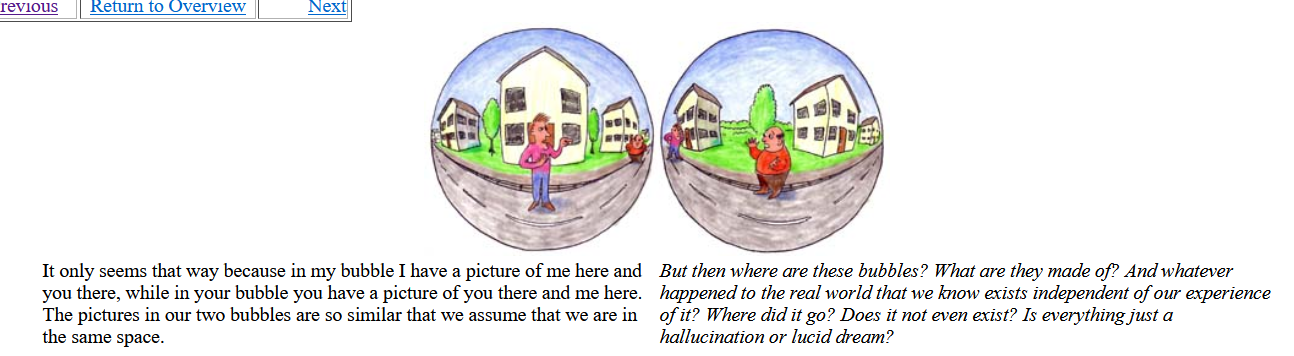 revious Return to Overview Next
It only seems that way because in my bubble I have a picture of me here and
you there, while in your bubble you have a picture of you there and me here.
The pictures in our two bubbles are so similar that we assume that we are in
the same space.
But then where are these bubbles? What are they made of? And whatever
happened to the real world that we know exists independent of our experience
of it? Where did it go? Does it not even exist? Is everything just a
hallucination or lucid dream?